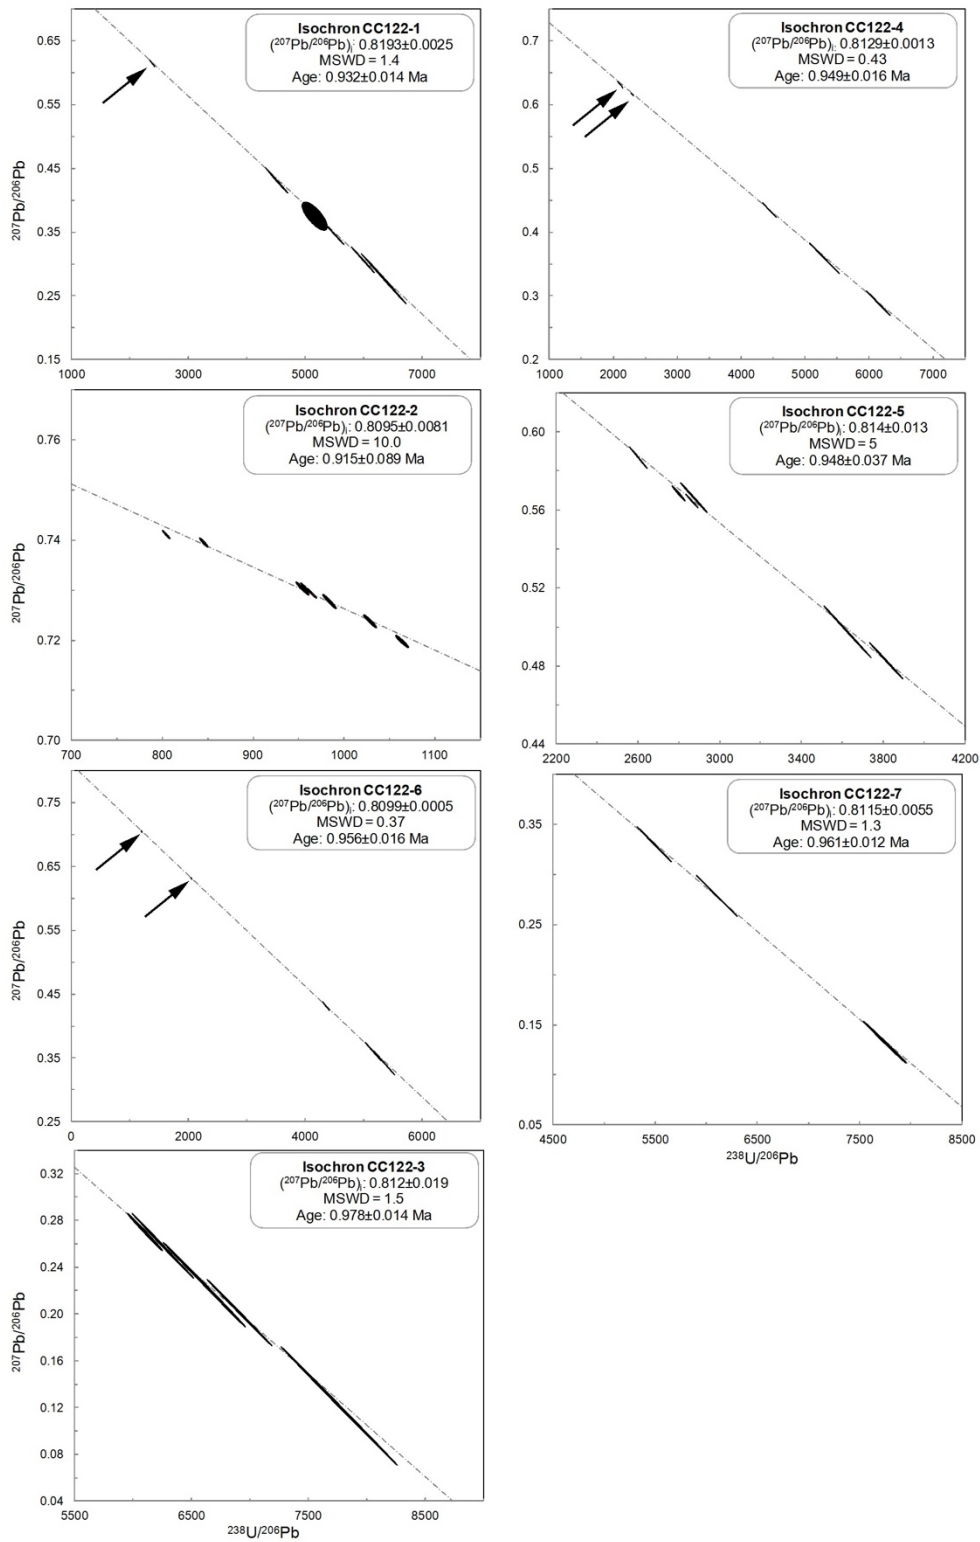 Isochron CC122-1
(²⁰⁷Pb/²⁰⁶Pb)ᵢ: 0.8193±0.0025
MSWD = 1.4
Age: 0.932±0.014 Ma
0.65
0.55
0.45
0.35
0.25
0.15
²⁰⁷Pb/²⁰⁶Pb
1000 3000 5000 7000
Isochron CC122-4
(²⁰⁷Pb/²⁰⁶Pb)ᵢ: 0.8129±0.0013
MSWD = 0.43
Age: 0.949±0.016 Ma
0.7
0.6
0.5
0.4
0.3
0.2
1000 2000 3000 4000 5000 6000 7000
Isochron CC122-2
(²⁰⁷Pb/²⁰⁶Pb)ᵢ: 0.8095±0.0081
MSWD = 10.0
Age: 0.915±0.089 Ma
0.76
0.74
0.72
0.70
²⁰⁷Pb/²⁰⁶Pb
700 800 900 1000 1100
Isochron CC122-5
(²⁰⁷Pb/²⁰⁶Pb)ᵢ: 0.814±0.013
MSWD = 5
Age: 0.948±0.037 Ma
0.60
0.56
0.52
0.48
0.44
2200 2600 3000 3400 3800 4200
Isochron CC122-6
(²⁰⁷Pb/²⁰⁶Pb)ᵢ: 0.8099±0.0005
MSWD = 0.37
Age: 0.956±0.016 Ma
0.75
0.65
0.55
0.45
0.35
0.25
²⁰⁷Pb/²⁰⁶Pb
0 2000 4000 6000
Isochron CC122-7
(²⁰⁷Pb/²⁰⁶Pb)ᵢ: 0.8115±0.0055
MSWD = 1.3
Age: 0.961±0.012 Ma
0.35
0.25
0.15
0.05
4500 5500 6500 7500 8500
²³⁸U/²⁰⁶Pb
Isochron CC122-3
(²⁰⁷Pb/²⁰⁶Pb)ᵢ: 0.812±0.019
MSWD = 1.5
Age: 0.978±0.014 Ma
0.32
0.28
0.24
0.20
0.16
0.12
0.08
0.04
²⁰⁷Pb/²⁰⁶Pb
5500 6500 7500 8500
²³⁸U/²⁰⁶Pb